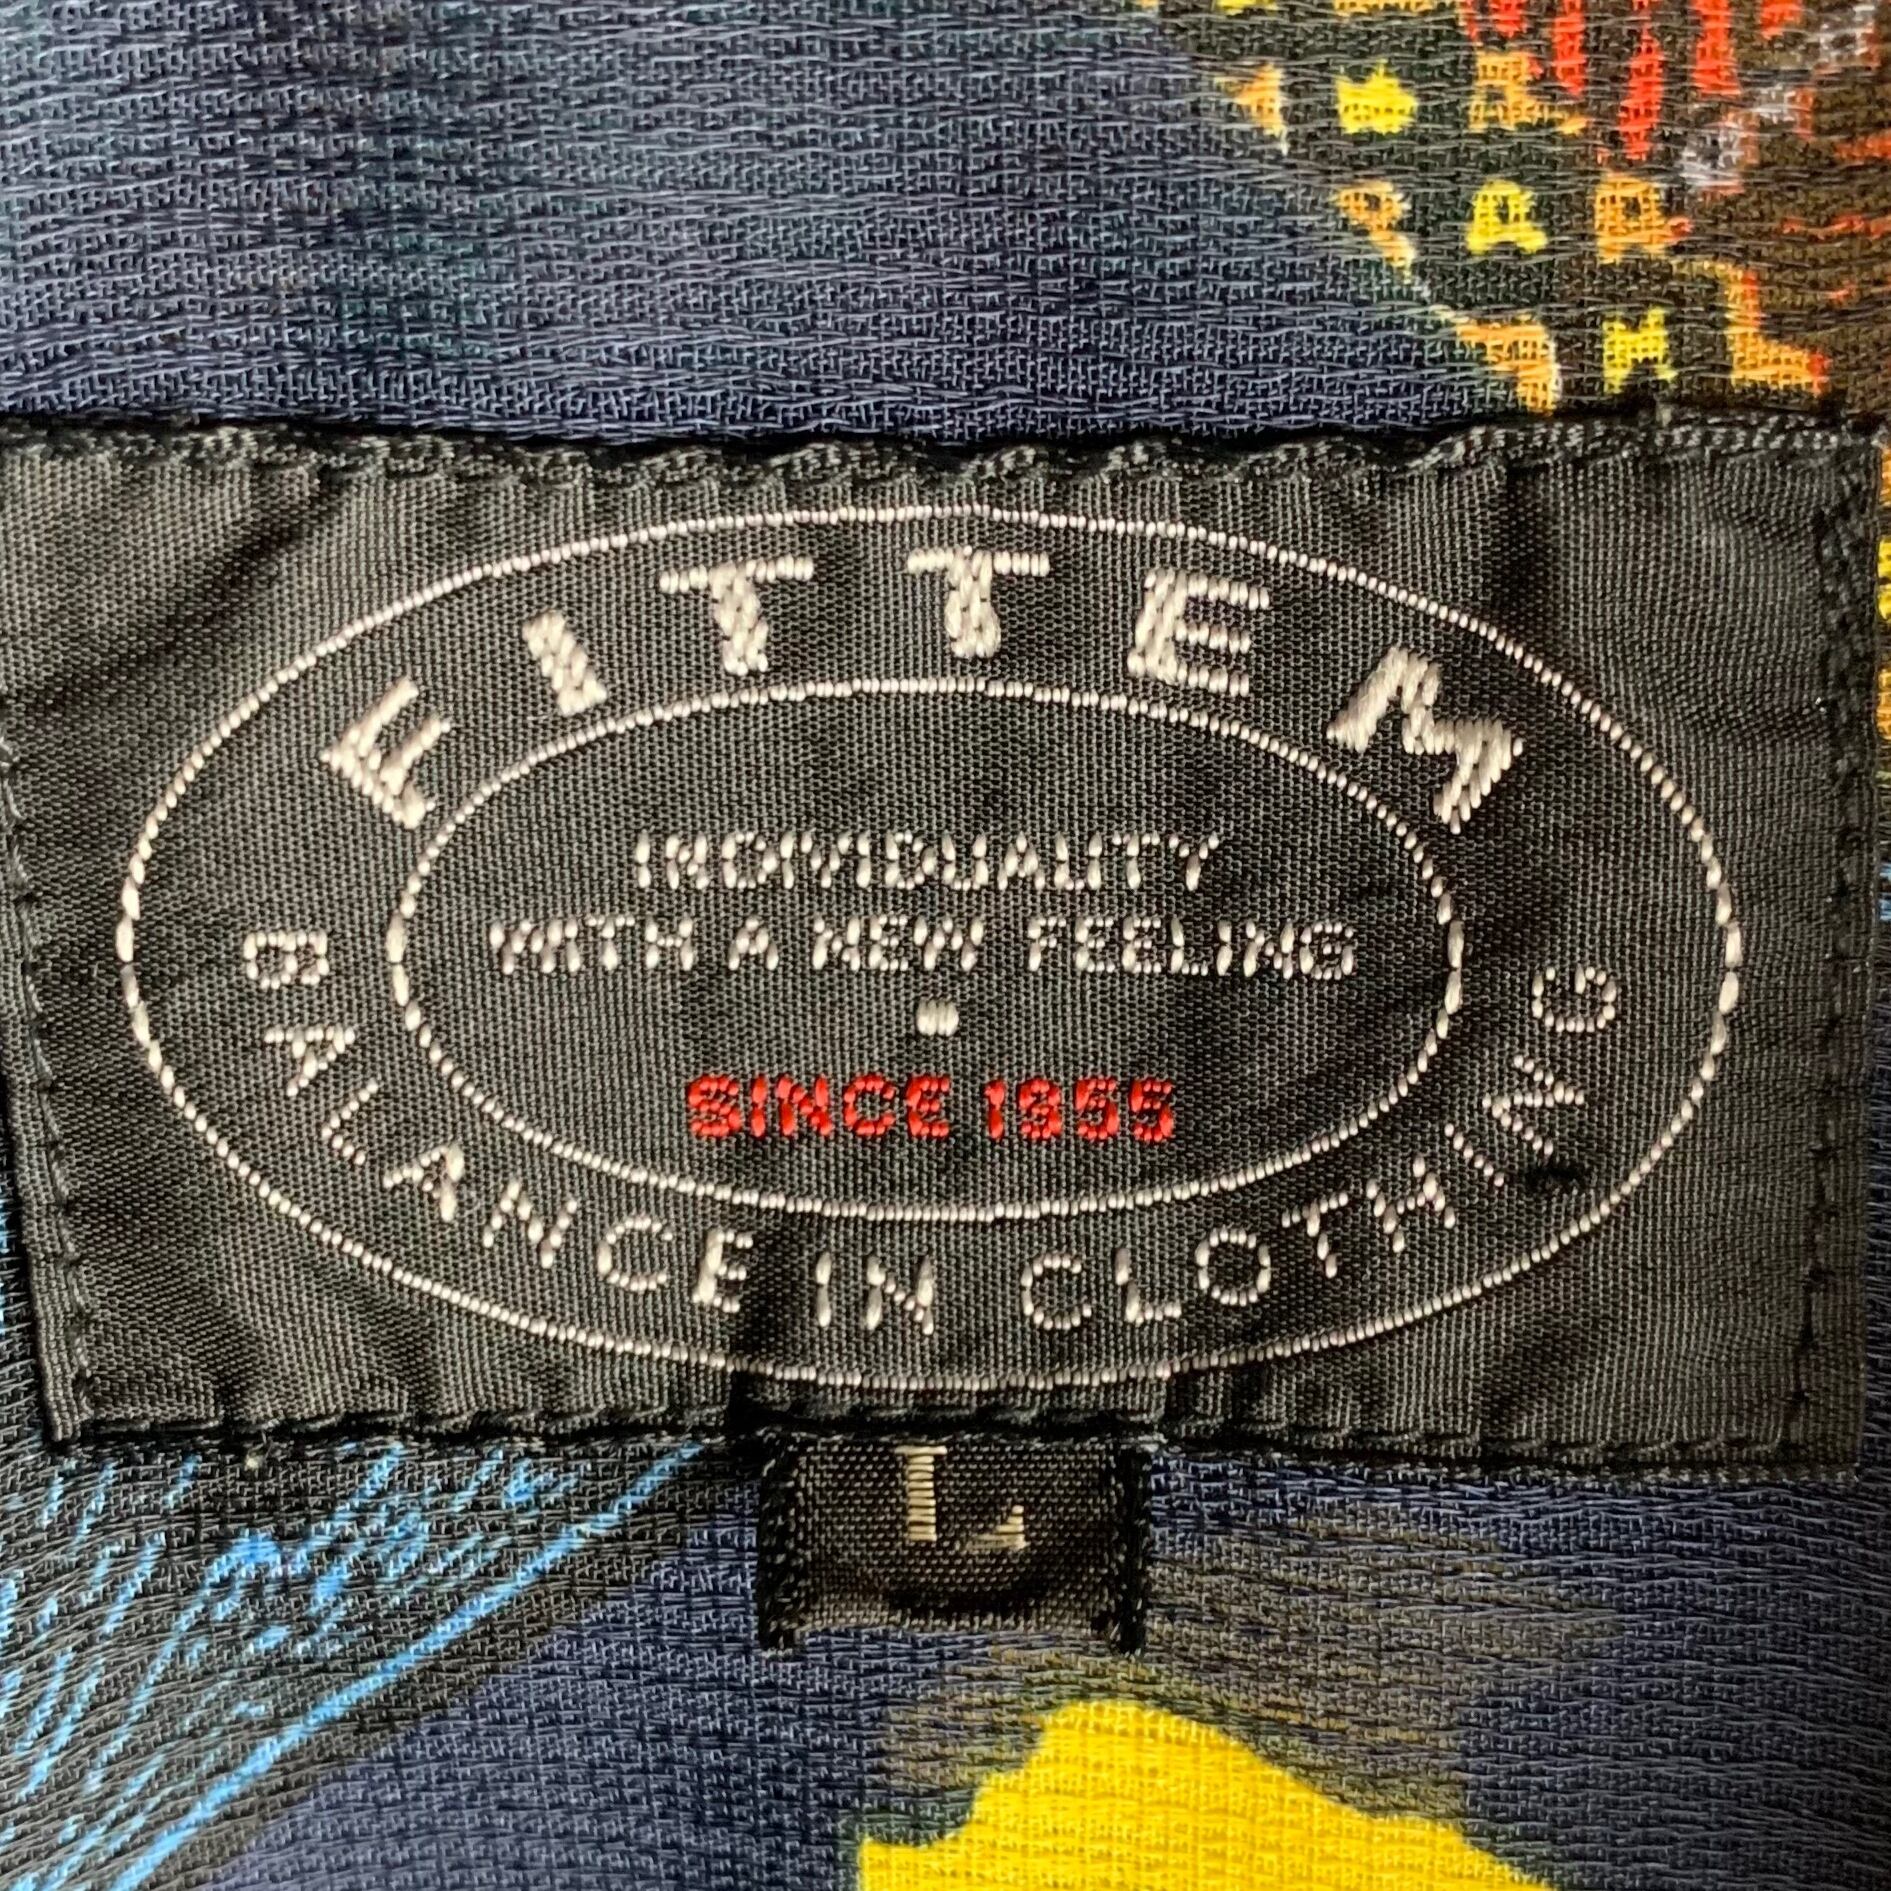 EITTEM
INDIVIDUALITY
WITH A NEW FEELING
SINCE 1955
BALANCE IN CLOTHING
L